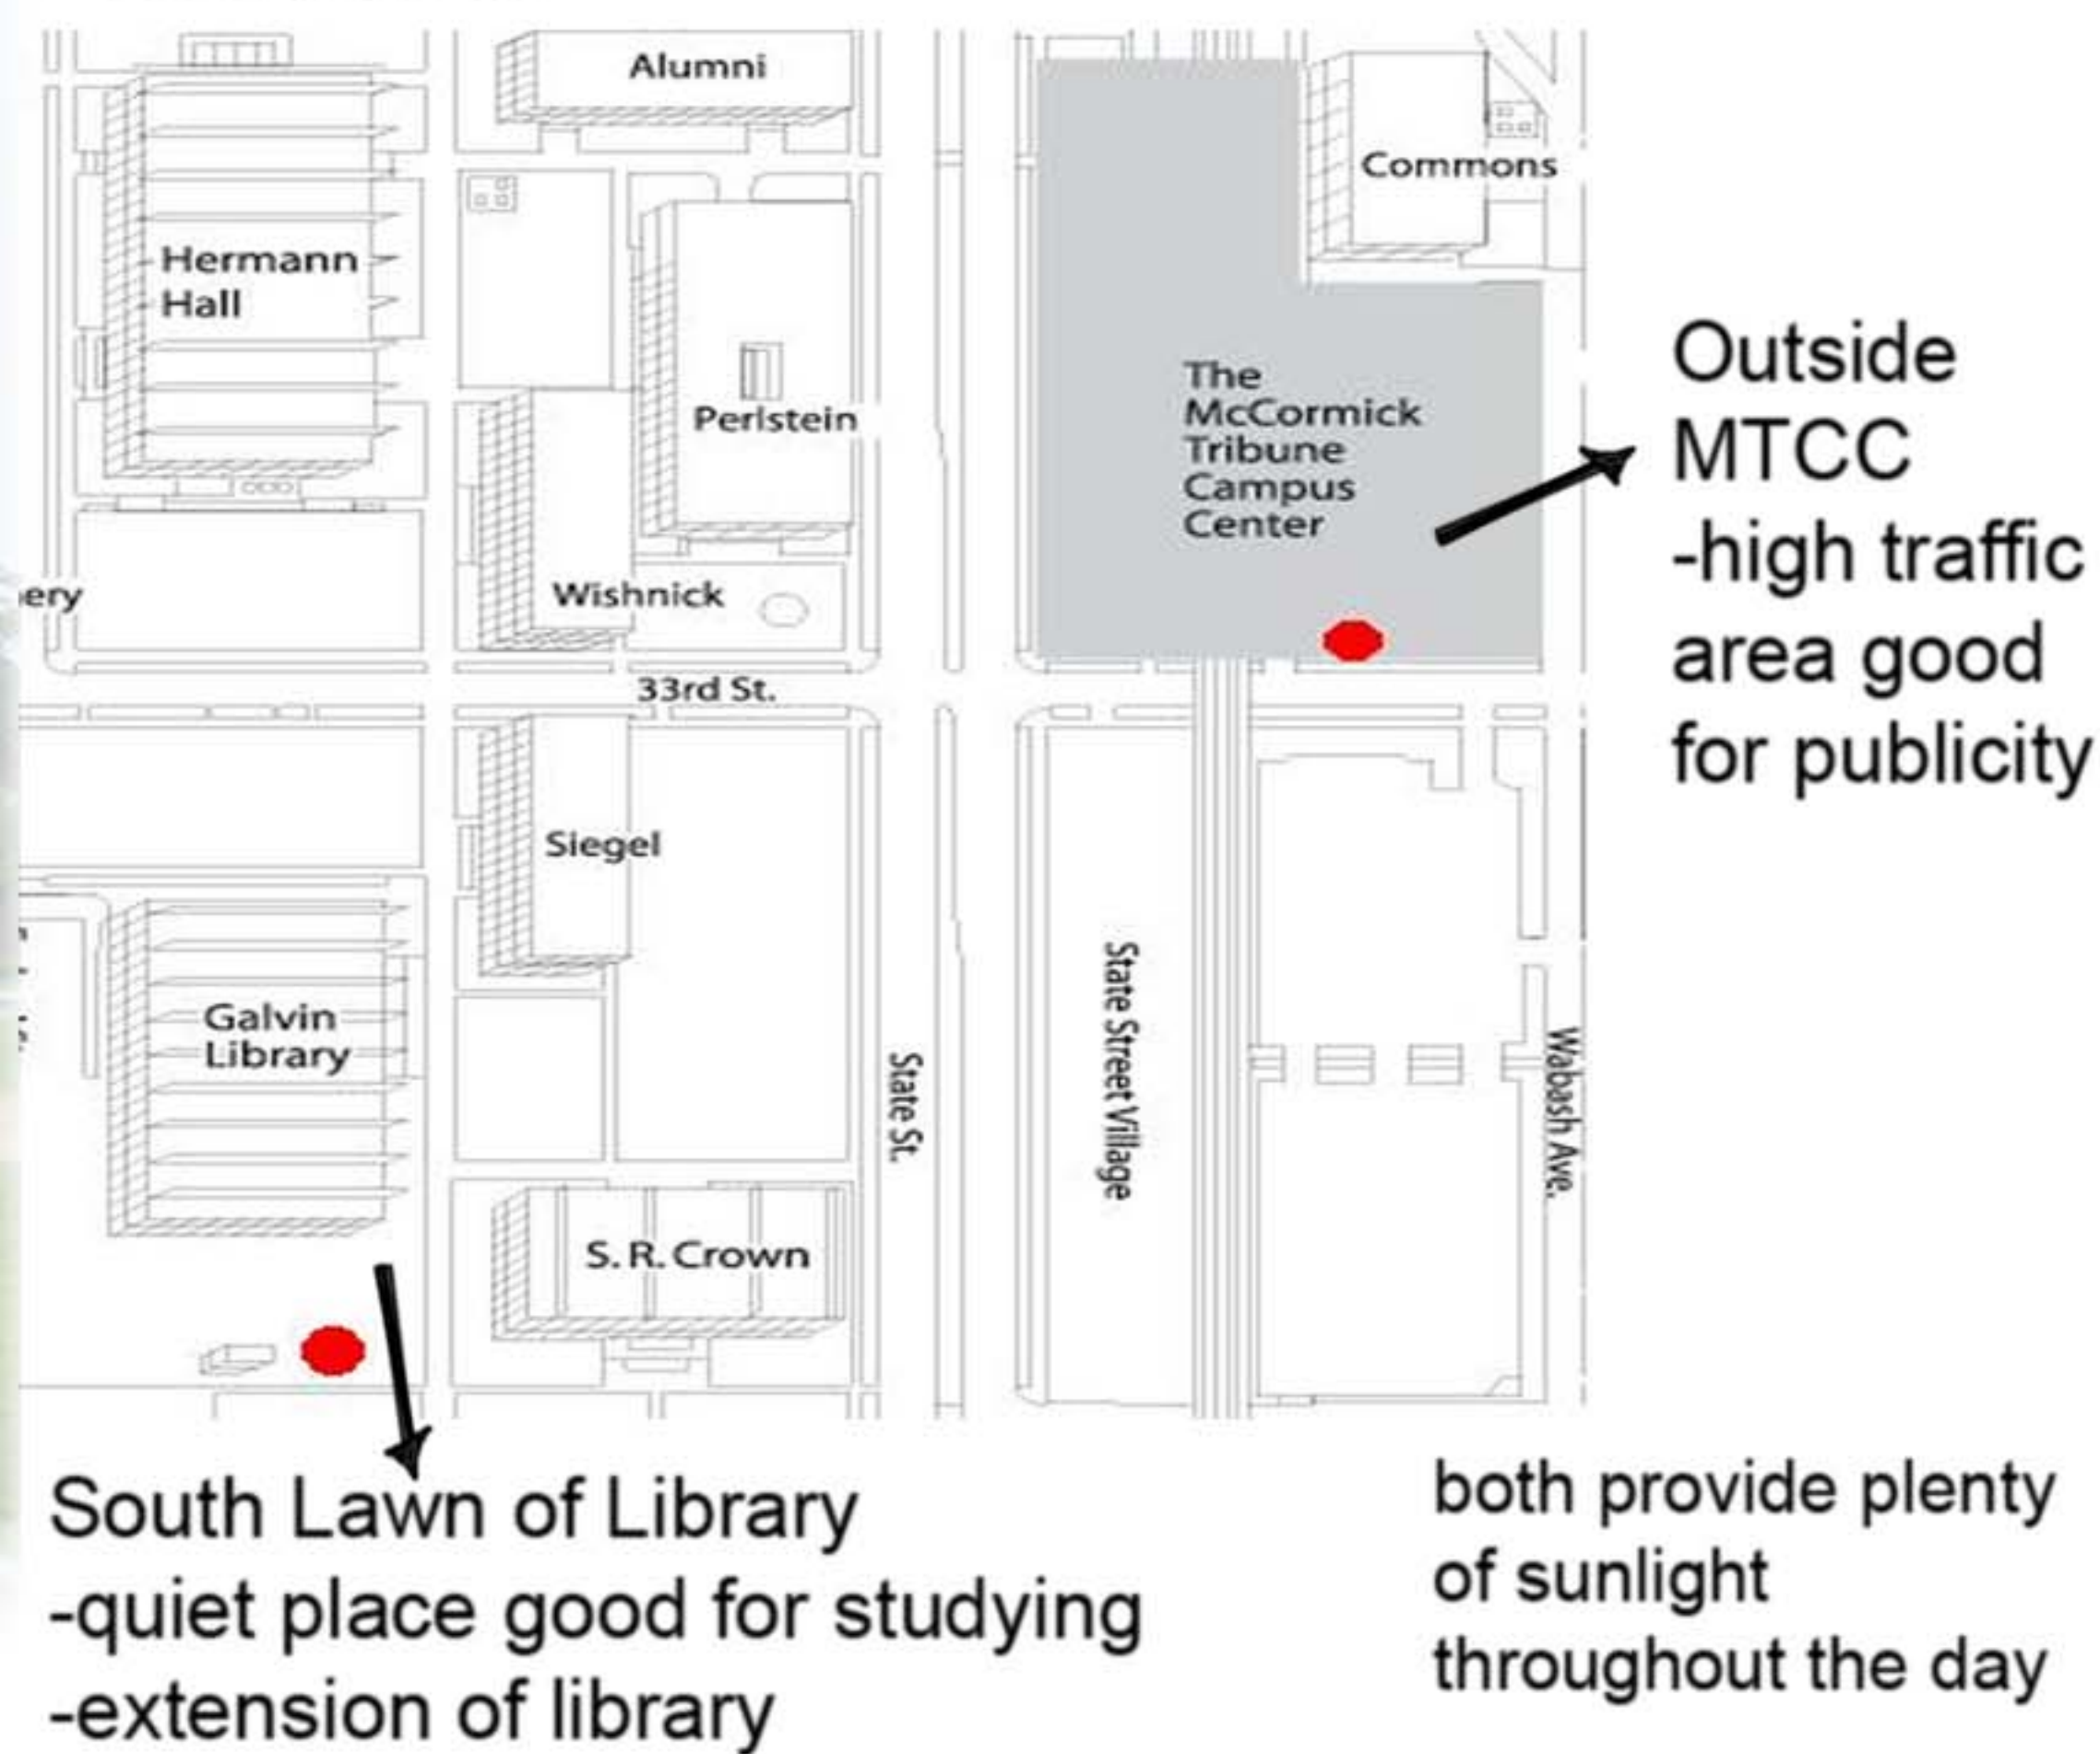 Alumni
Commons
Hermann
Hall
The
McCormick
Tribune
Campus
Center
Perlstein
Wishnick
33rd St.
Siegel
Galvin
Library
State St.
State Street Village
Wabash Ave.
S. R. Crown
Outside
MTCC
-high traffic
area good
for publicity
South Lawn of Library
-quiet place good for studying
-extension of library
both provide plenty
of sunlight
throughout the day